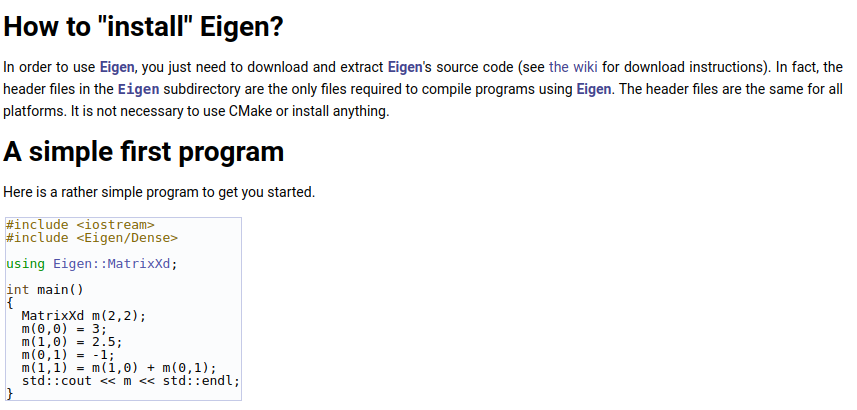 How to "install" Eigen?
In order to use Eigen, you just need to download and extract Eigen's source code (see the wiki for download instructions). In fact, the
header files in the Eigen subdirectory are the only files required to compile programs using Eigen. The header files are the same for all
platforms. It is not necessary to use CMake or install anything.
A simple first program
Here is a rather simple program to get you started.
#include <iostream>
#include <Eigen/Dense>
using Eigen::MatrixXd;
int main()
{
  MatrixXd m(2,2);
  m(0,0) = 3;
  m(1,0) = 2.5;
  m(0,1) = -1;
  m(1,1) = m(1,0) + m(0,1);
  std::cout << m << std::endl;
}